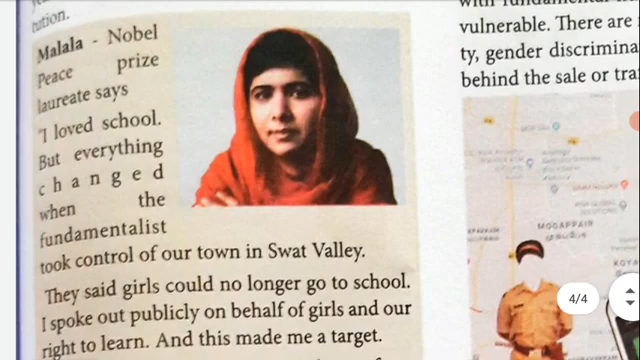 tution.
Malala - Nobel
Peace prize
laureate says
"I loved school.
But everything
changed
when the
fundamentalist
took control of our town in Swat Valley.
They said girls could no longer go to school.
I spoke out publicly on behalf of girls and our
right to learn. And this made me a target.
vulnerable. There are
ty, gender discrimina
behind the sale or tra
MOGAPPAIR
4/4